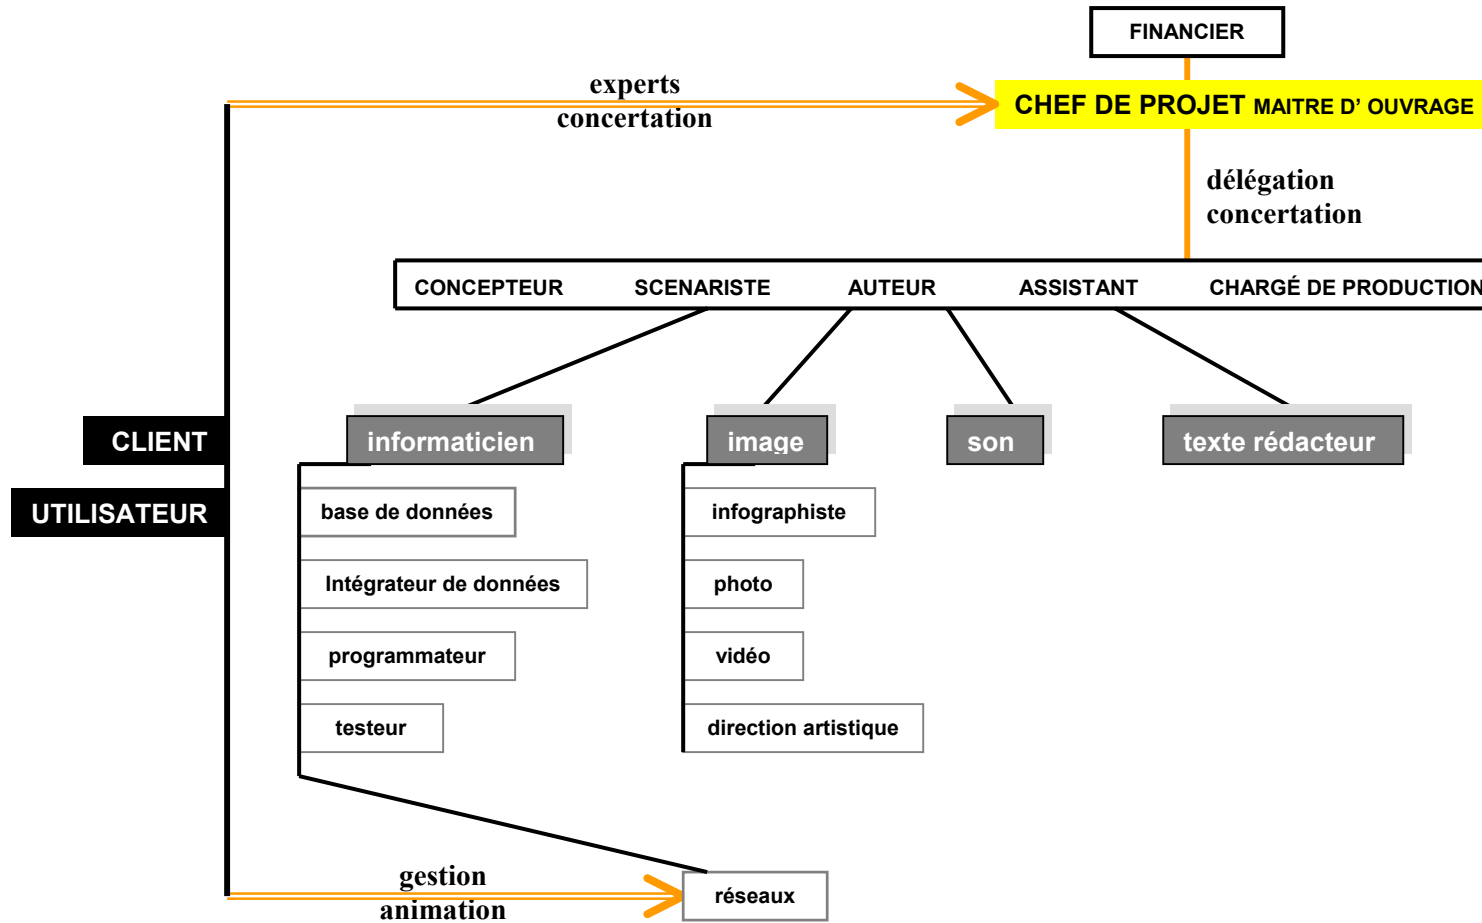 FINANCIER
experts
concertation
CHEF DE PROJET MAITRE D’ OUVRAGE
délégation
concertation
CONCEPTEUR SCENARISTE AUTEUR ASSISTANT CHARGÉ DE PRODUCTION
CLIENT
UTILISATEUR
informaticien
image
son
texte rédacteur
base de données
infographiste
Intégrateur de données
photo
programmateur
vidéo
testeur
direction artistique
gestion
animation
réseaux